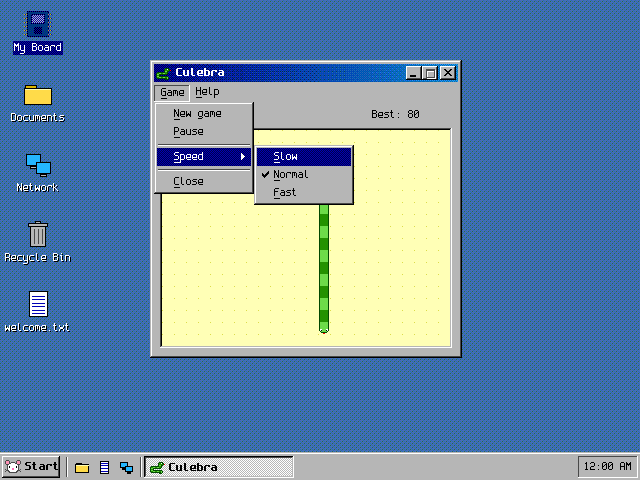 My Board
Documents
Network
Recycle Bin
welcome.txt
Culebra
Game Help
Best: 80
New game
Pause
Speed
Close
Slow
Normal
Fast
Start
Culebra
12:00 AM